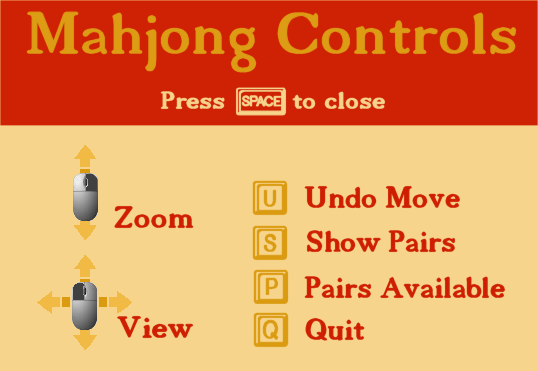 Mahjong Controls
Press SPACE to close
Zoom
View
U Undo Move
S Show Pairs
P Pairs Available
Q Quit